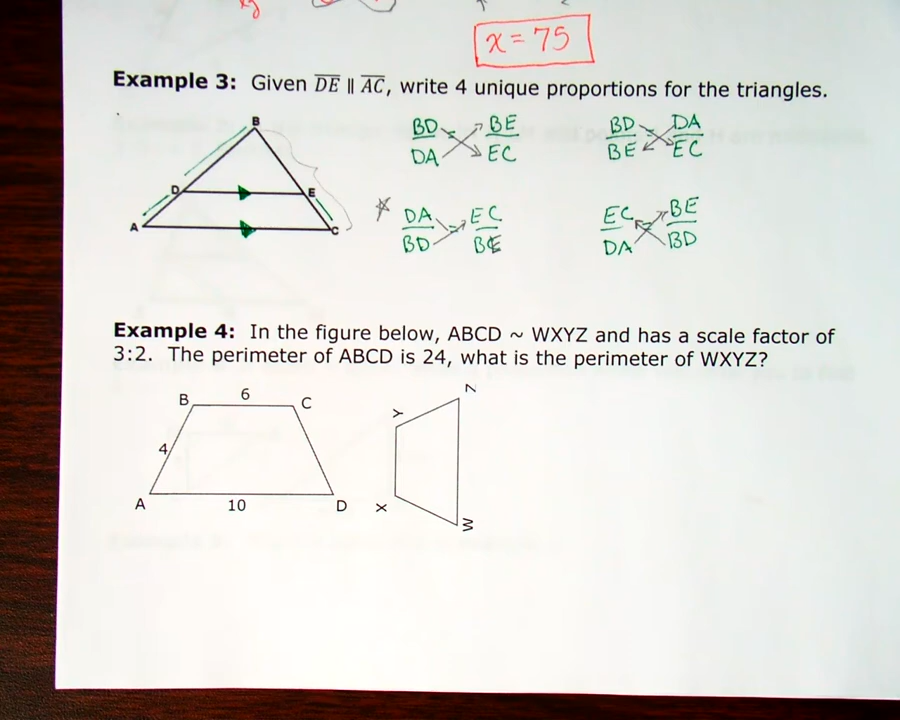 x = 75
Example 3: Given DE ∥ AC, write 4 unique proportions for the triangles.
BD/DA = BE/EC
BD/BE = DA/EC
B
D
E
A
C
DA/BD = EC/BE
EC/DA = BE/BD
Example 4: In the figure below, ABCD ~ WXYZ and has a scale factor of
3:2. The perimeter of ABCD is 24, what is the perimeter of WXYZ?
B 6 C
4
A 10 D
Y Z
X W